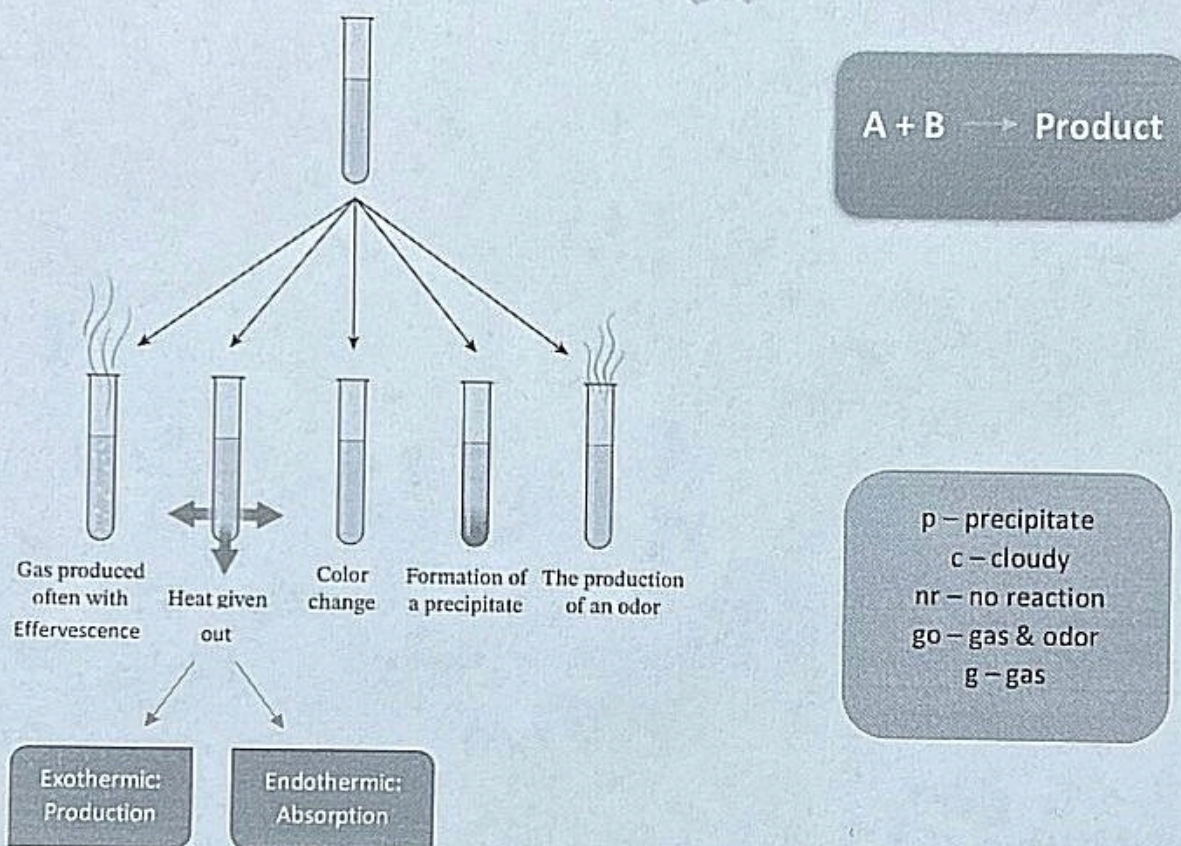 A + B → Product
Gas produced
often with
Effervescence
Heat given
out
Color
change
Formation of
a precipitate
The production
of an odor
p – precipitate
c – cloudy
nr – no reaction
go – gas & odor
g – gas
Exothermic:
Production
Endothermic:
Absorption